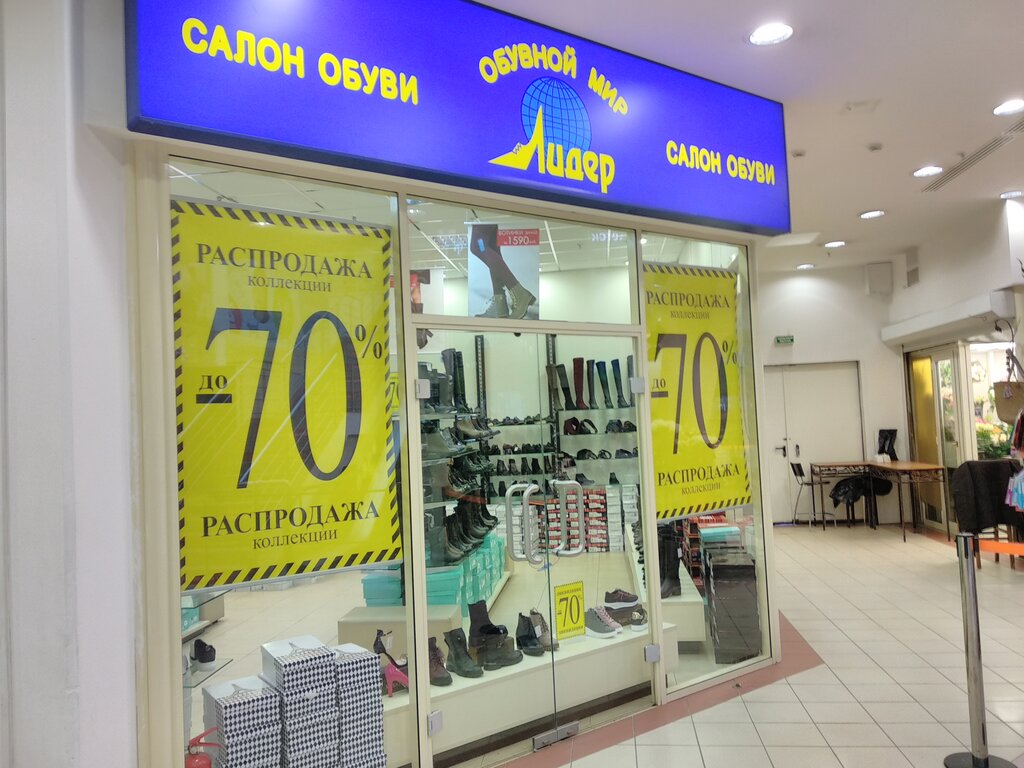 САЛОН ОБУВИ
ОБУВНОЙ МИР
Лидер
САЛОН ОБУВИ
РАСПРОДАЖА
коллекции
до -70%
РАСПРОДАЖА
коллекции
1590
РАСПРОДАЖА
коллекции
до -70%
РАСПРОДАЖА
коллекции
-70%